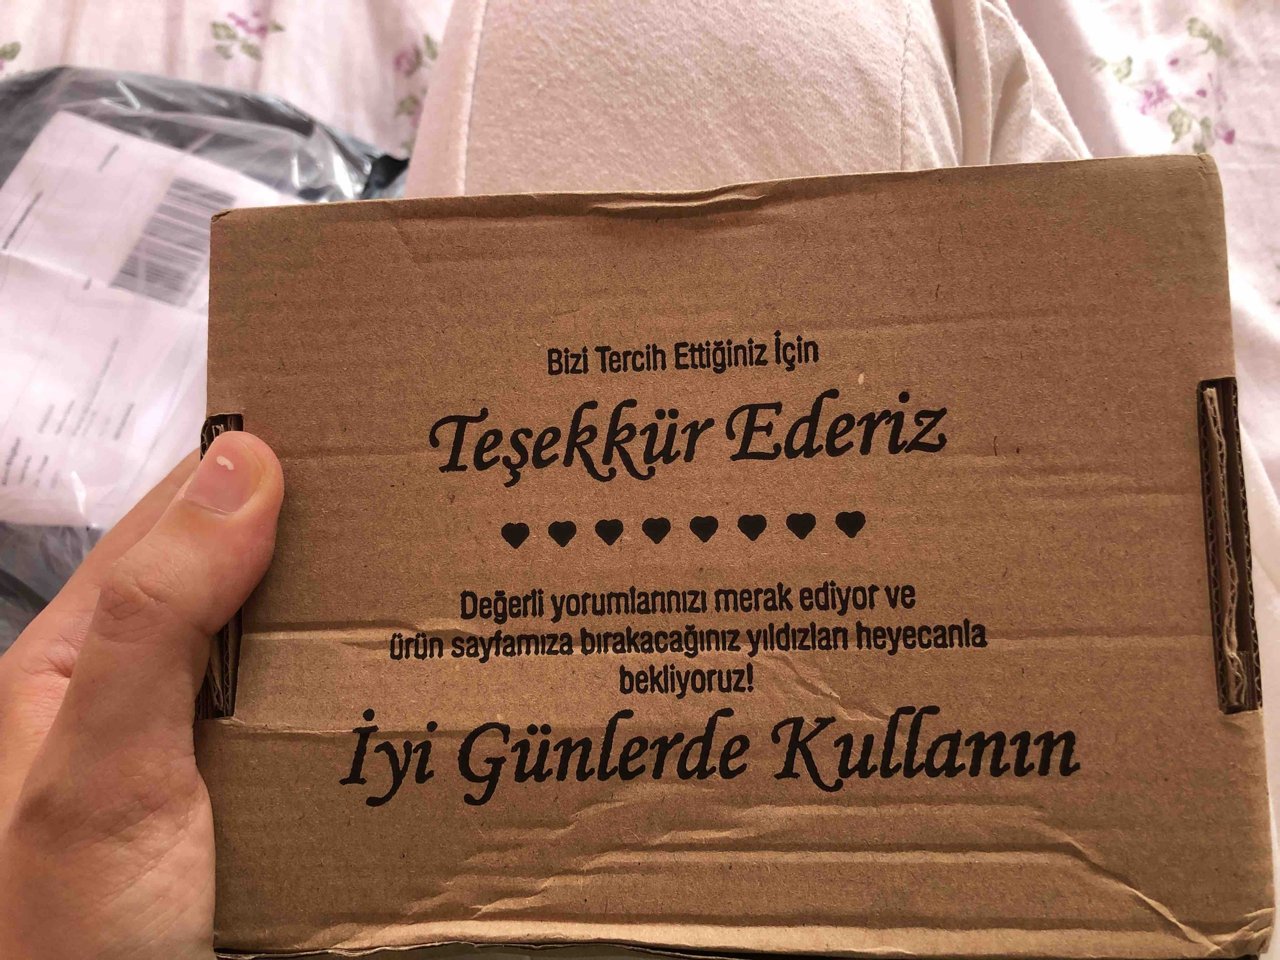 Bizi Tercih Ettiğiniz İçin
Teşekkür Ederiz
Değerli yorumlarınızı merak ediyor ve
ürün sayfamıza bırakacağınız yıldızları heyecanla
bekliyoruz!
İyi Günlerde Kullanın